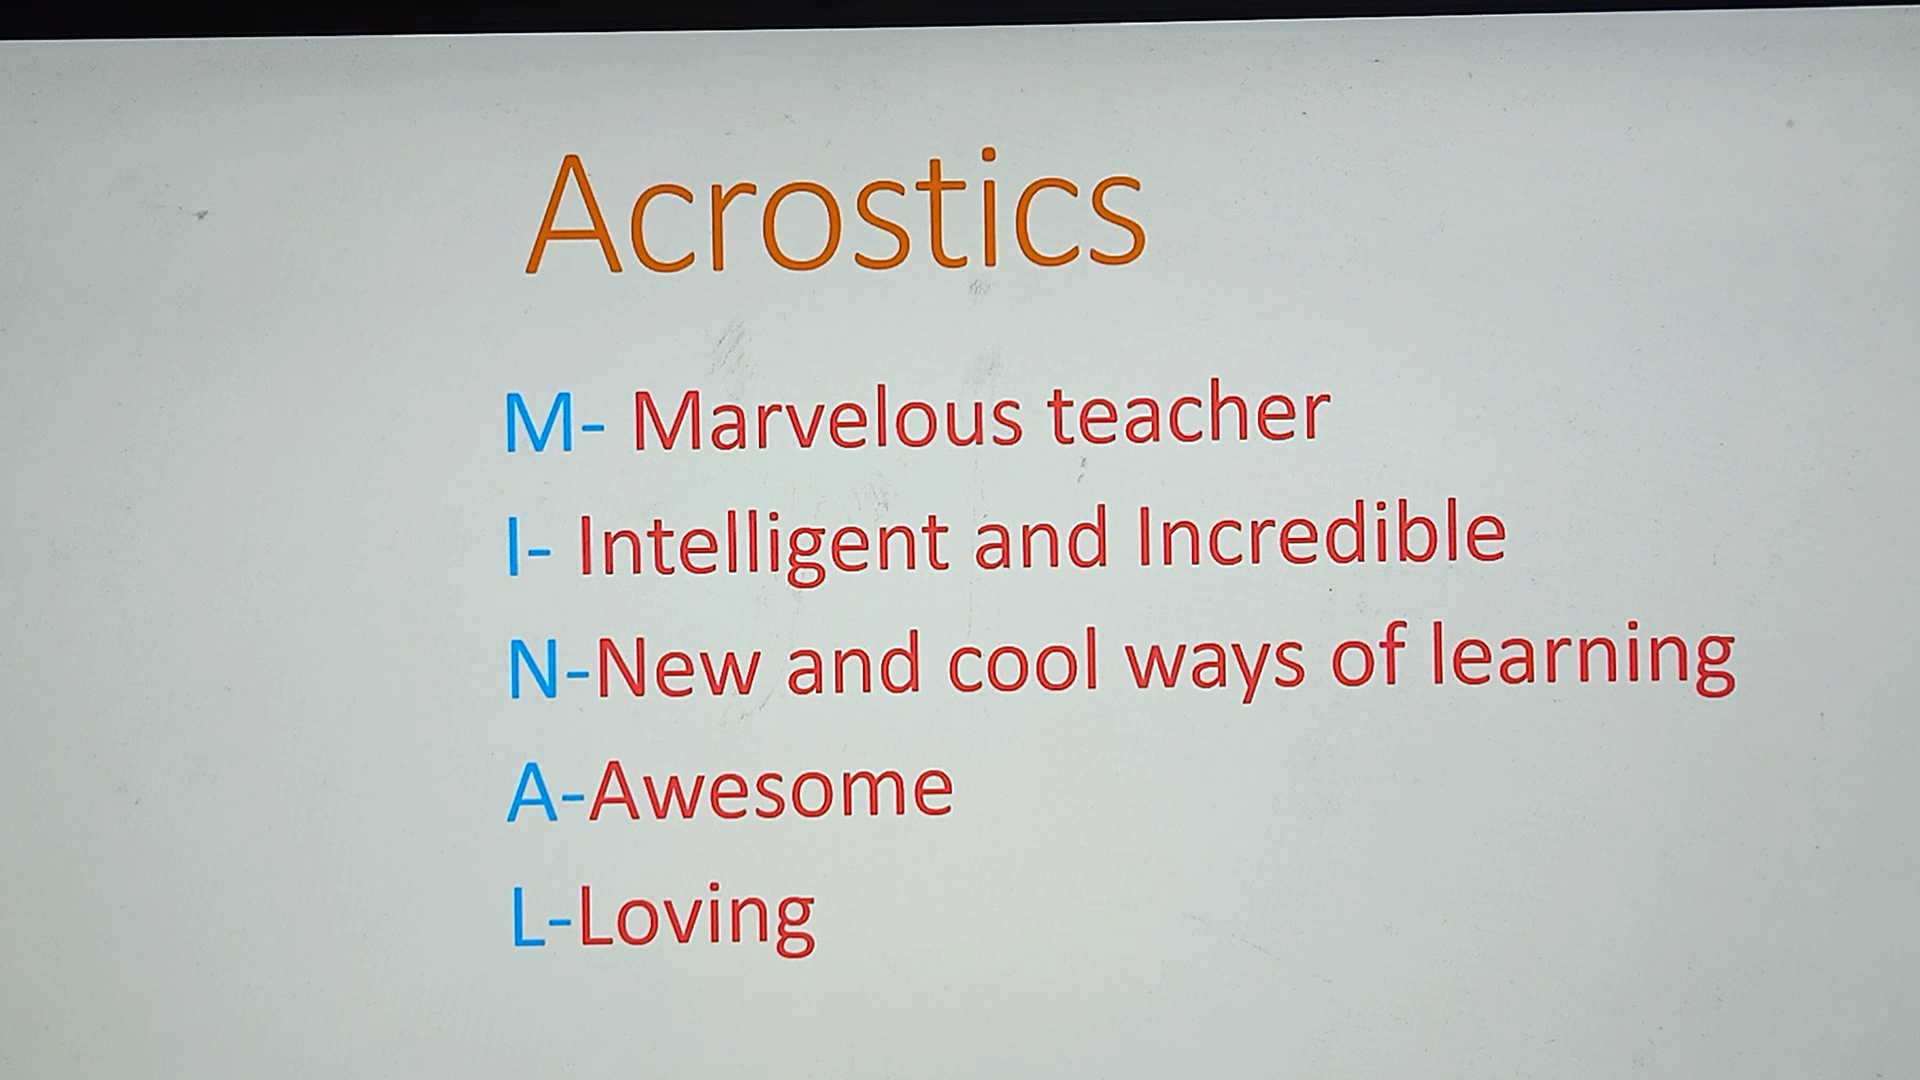 Acrostics
M- Marvelous teacher
I- Intelligent and Incredible
N-New and cool ways of learning
A-Awesome
L-Loving